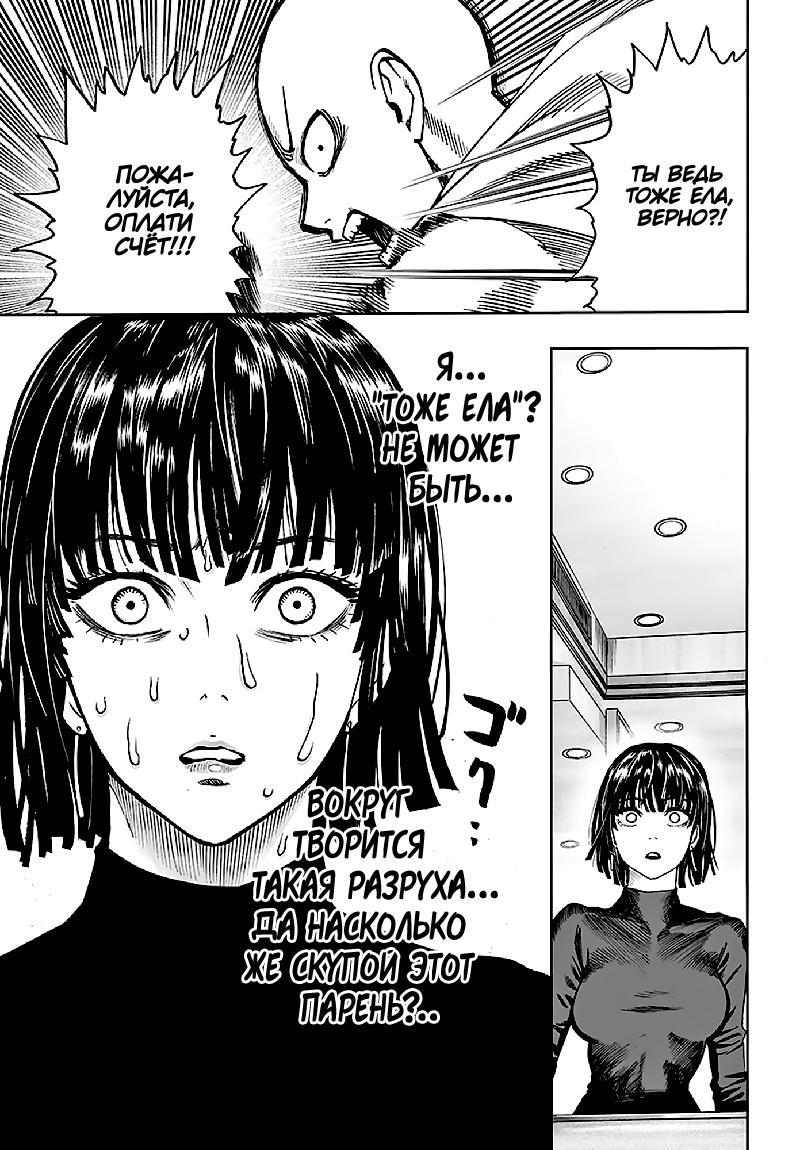 ТЫ ВЕДЬ
ТОЖЕ ЕЛА,
ВЕРНО?!
ПОЖА-
ЛУЙСТА,
ОПЛАТИ
СЧЁТ!!!
Я...
"ТОЖЕ ЕЛА"?
НЕ МОЖЕТ
БЫТЬ...
ゴク・・
ВОКРУГ
ТВОРИТСЯ
ТАКАЯ РАЗРУХА...
ДА НАСКОЛЬКО
ЖЕ СКУПОЙ ЭТОТ
ПАРЕНЬ?..